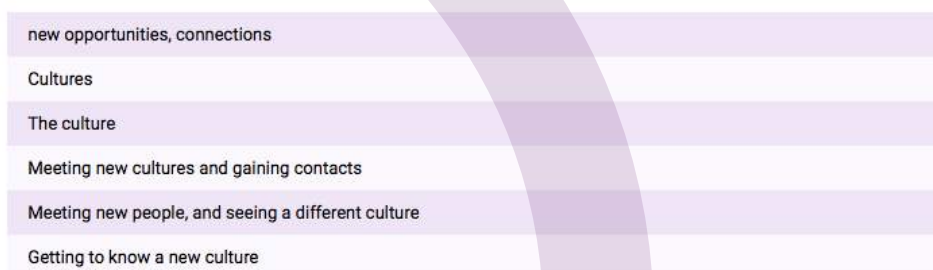 new opportunities, connections
Cultures
The culture
Meeting new cultures and gaining contacts
Meeting new people, and seeing a different culture
Getting to know a new culture